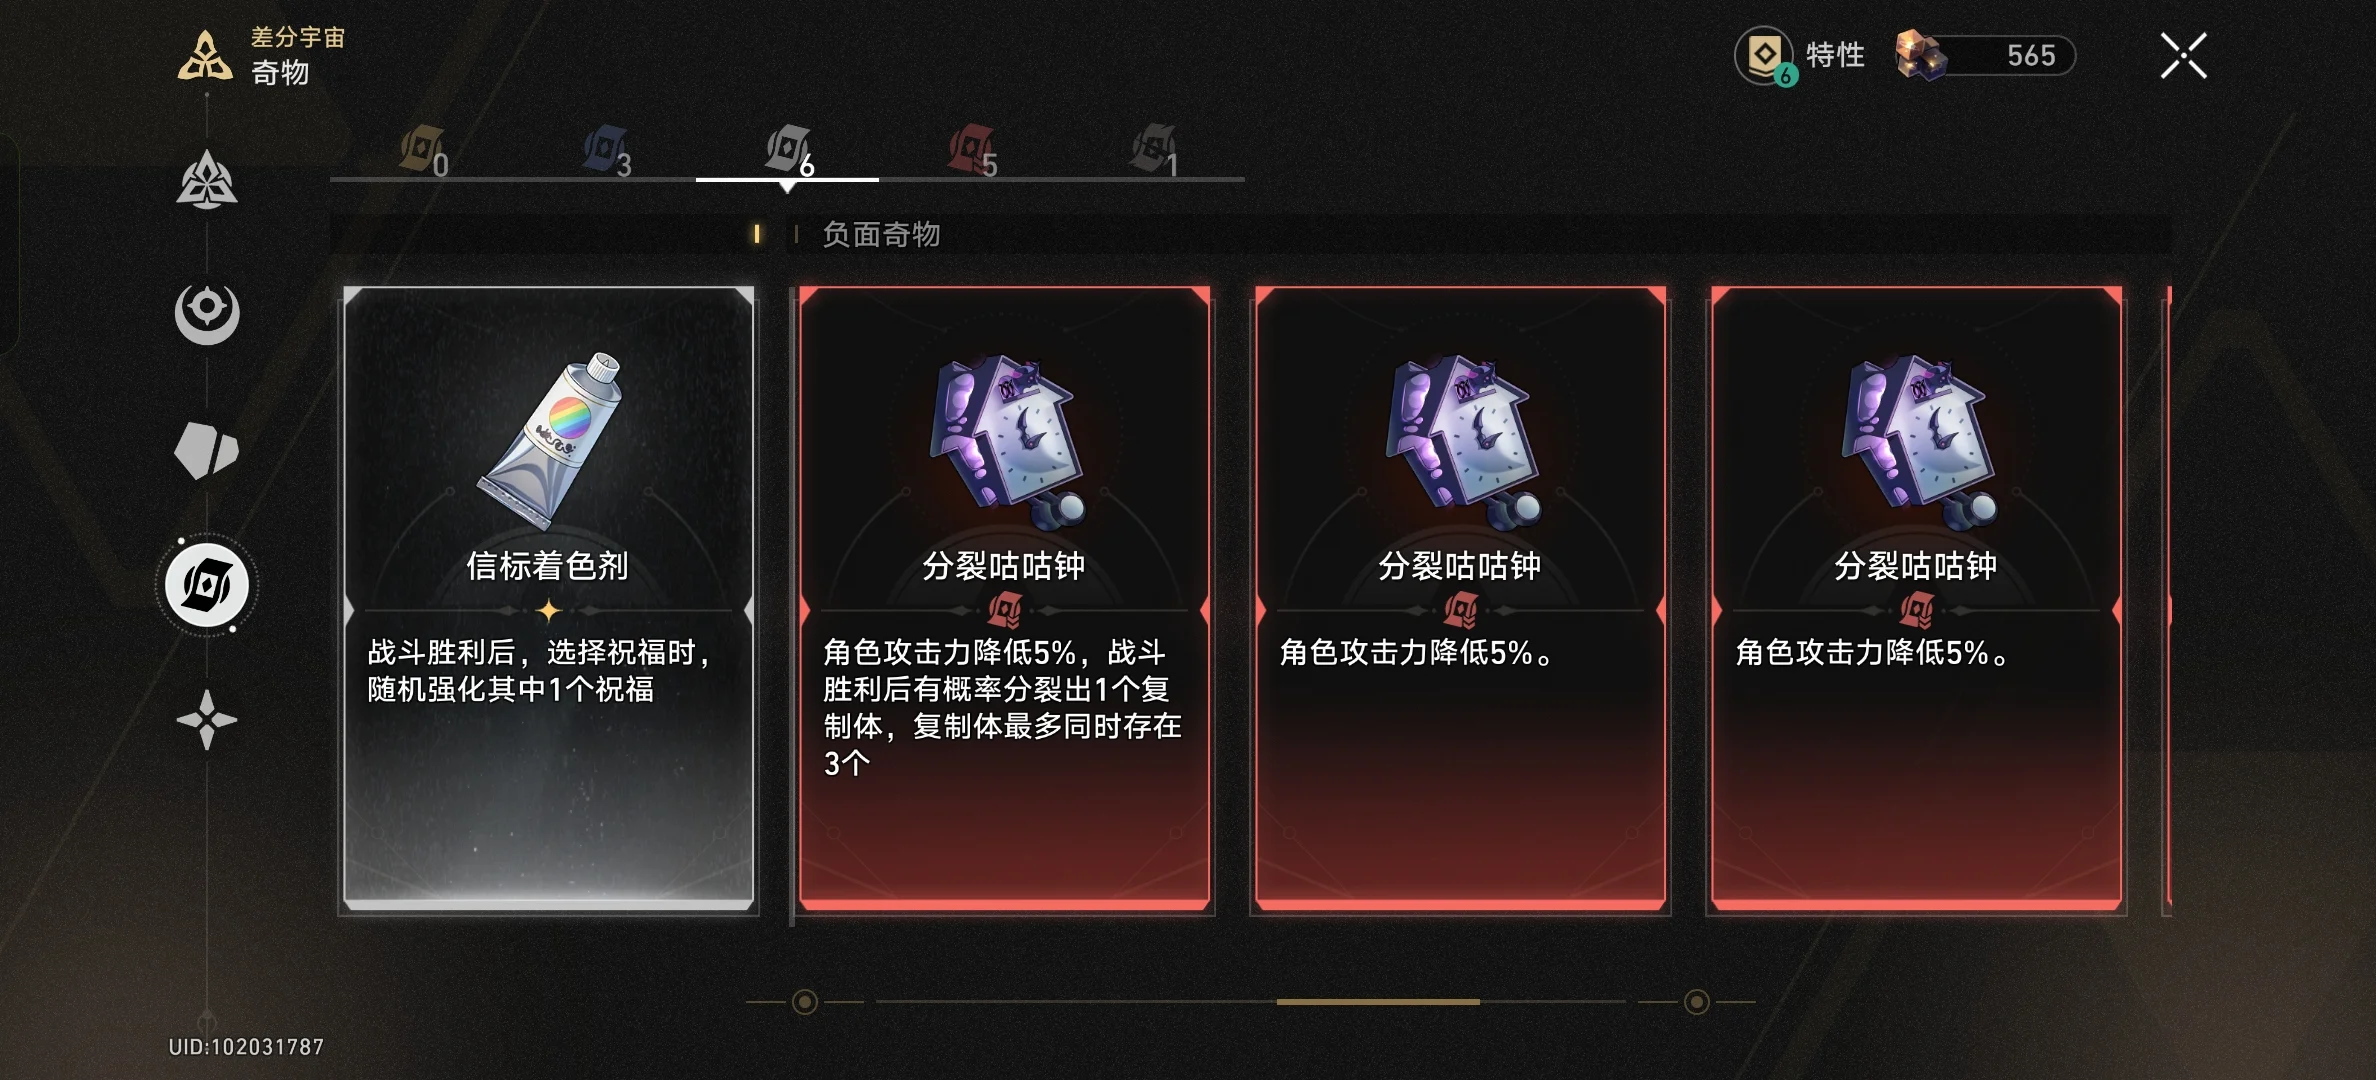 差分宇宙
奇物
6
特性
565
0
3
6
5
1
负面奇物
信标着色剂
战斗胜利后，选择祝福时，
随机强化其中1个祝福
分裂咕咕钟
角色攻击力降低5%，战斗
胜利后有概率分裂出1个复
制体，复制体最多同时存在
3个
分裂咕咕钟
角色攻击力降低5%。
分裂咕咕钟
角色攻击力降低5%。
UID:102031787